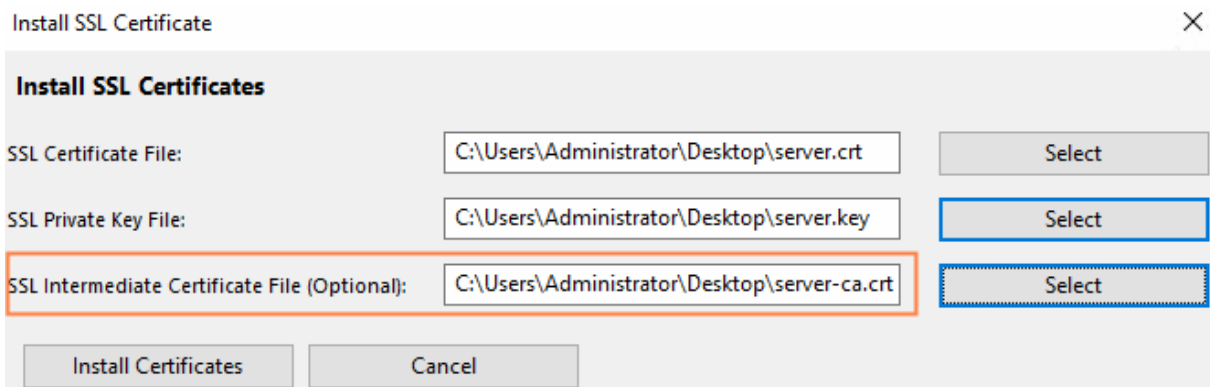 Install SSL Certificate
Install SSL Certificates
SSL Certificate File: C:\Users\Administrator\Desktop\server.crt Select
SSL Private Key File: C:\Users\Administrator\Desktop\server.key Select
SSL Intermediate Certificate File (Optional): C:\Users\Administrator\Desktop\server-ca.crt Select
Install Certificates Cancel